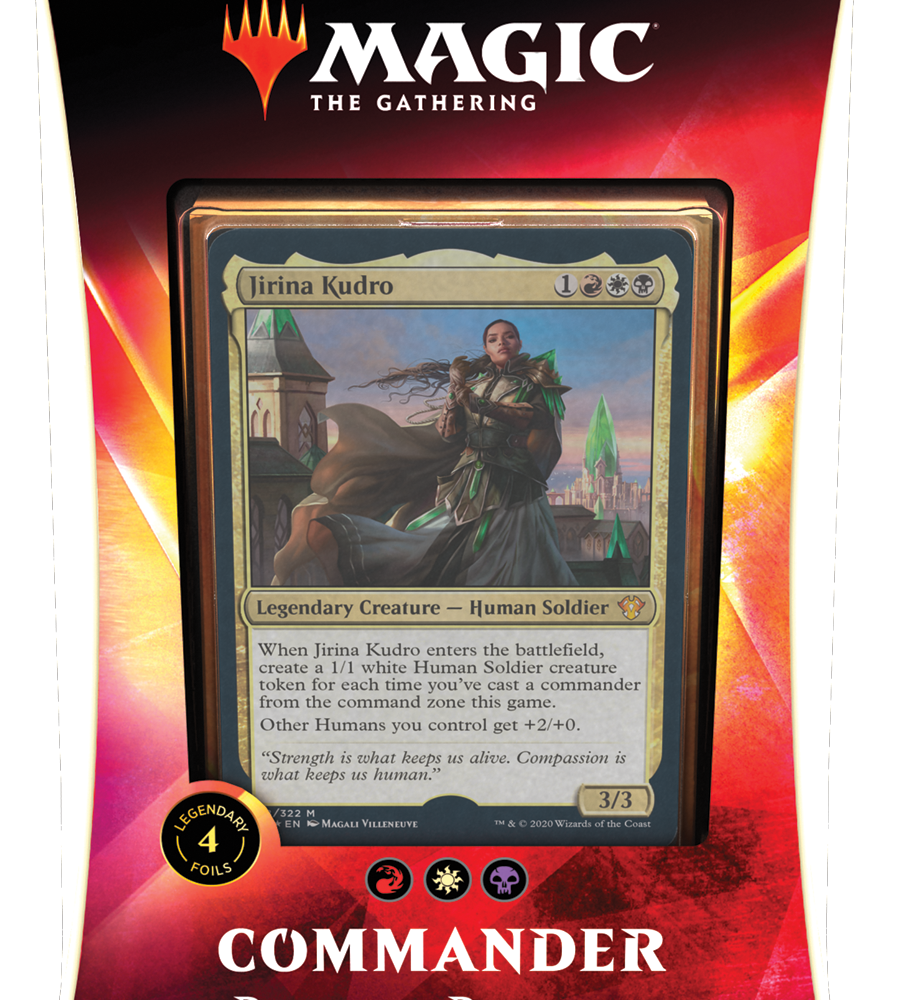 MAGIC
THE GATHERING
Jirina Kudro
1
Legendary Creature — Human Soldier
When Jirina Kudro enters the battlefield,
create a 1/1 white Human Soldier creature
token for each time you've cast a commander
from the command zone this game.
Other Humans you control get +2/+0.
“Strength is what keeps us alive. Compassion is
what keeps us human.”
3/3
/322 M
EN Magali Villeneuve
™ & © 2020 Wizards of the Coast
LEGENDARY
4
FOILS
COMMANDER